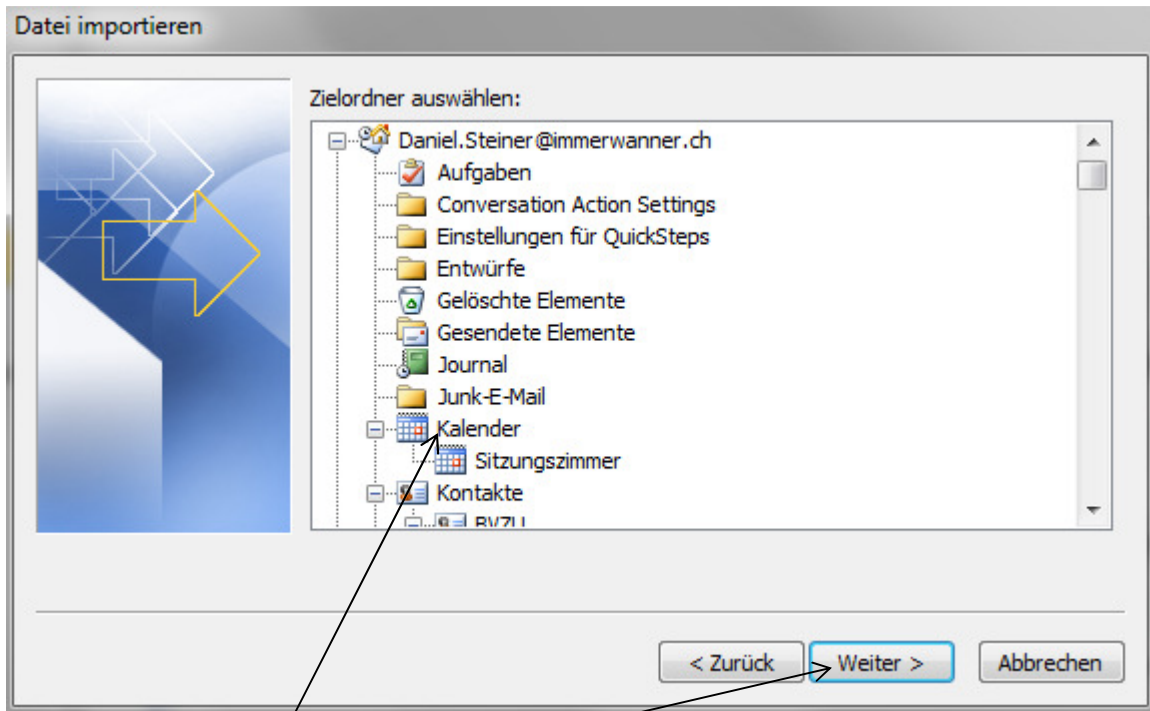 Datei importieren
Zielordner auswählen:
Daniel.Steiner@immerwanner.ch
Aufgaben
Conversation Action Settings
Einstellungen für QuickSteps
Entwürfe
Gelöschte Elemente
Gesendete Elemente
Journal
Junk-E-Mail
Kalender
Sitzungszimmer
Kontakte
< Zurück
Weiter >
Abbrechen